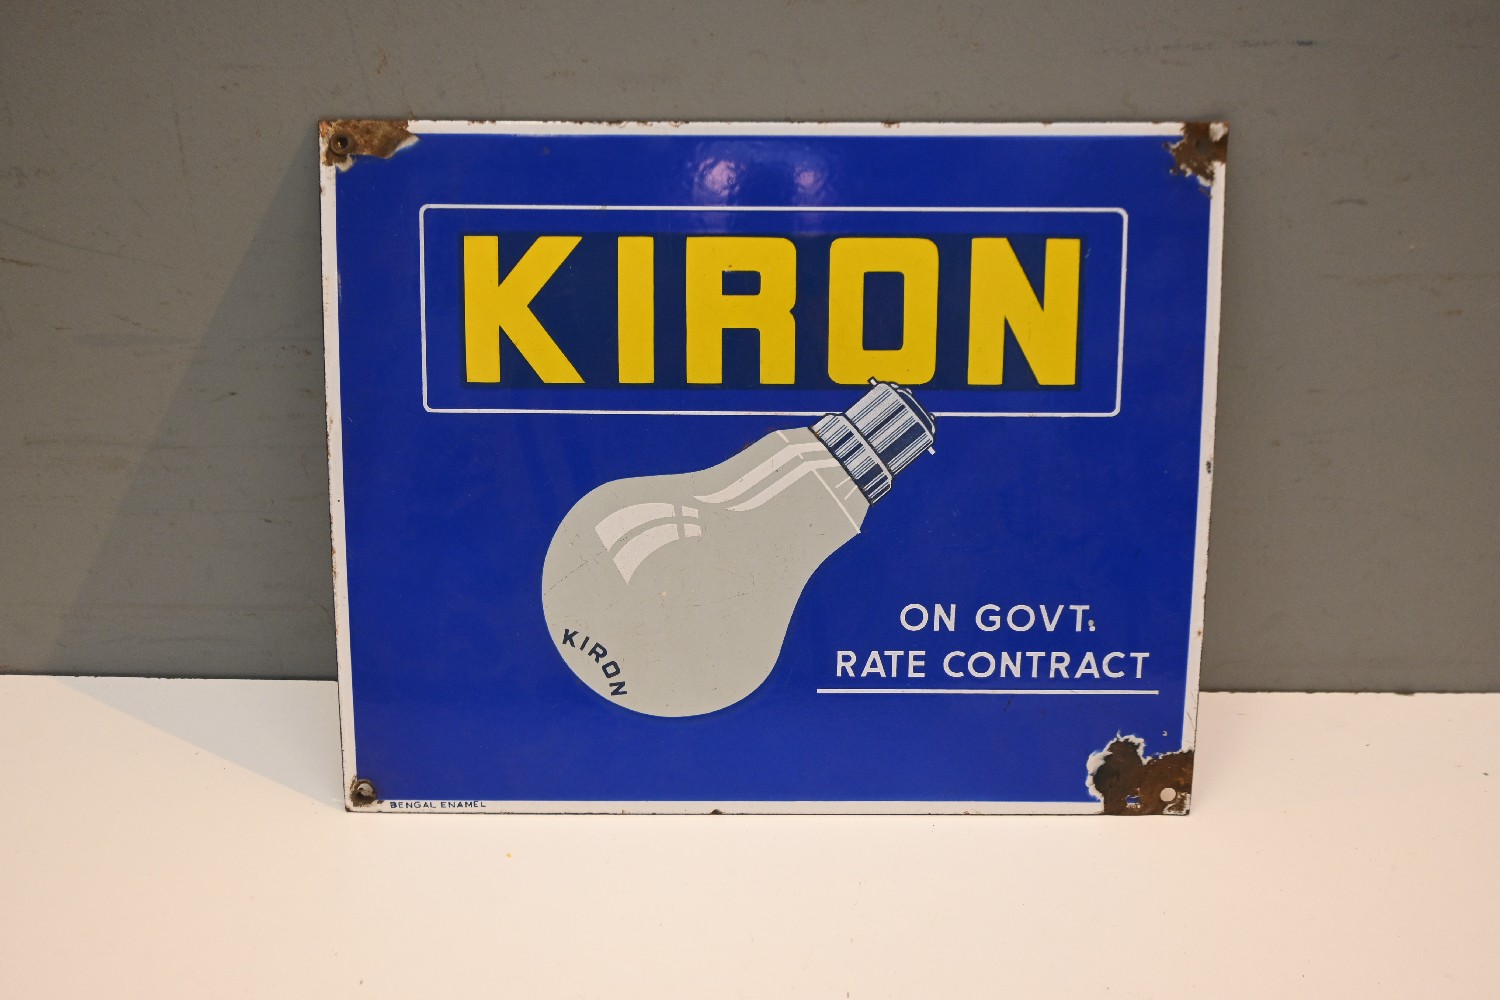 KIRON
KIRON
ON GOVT:
RATE CONTRACT
BENGAL ENAMEL